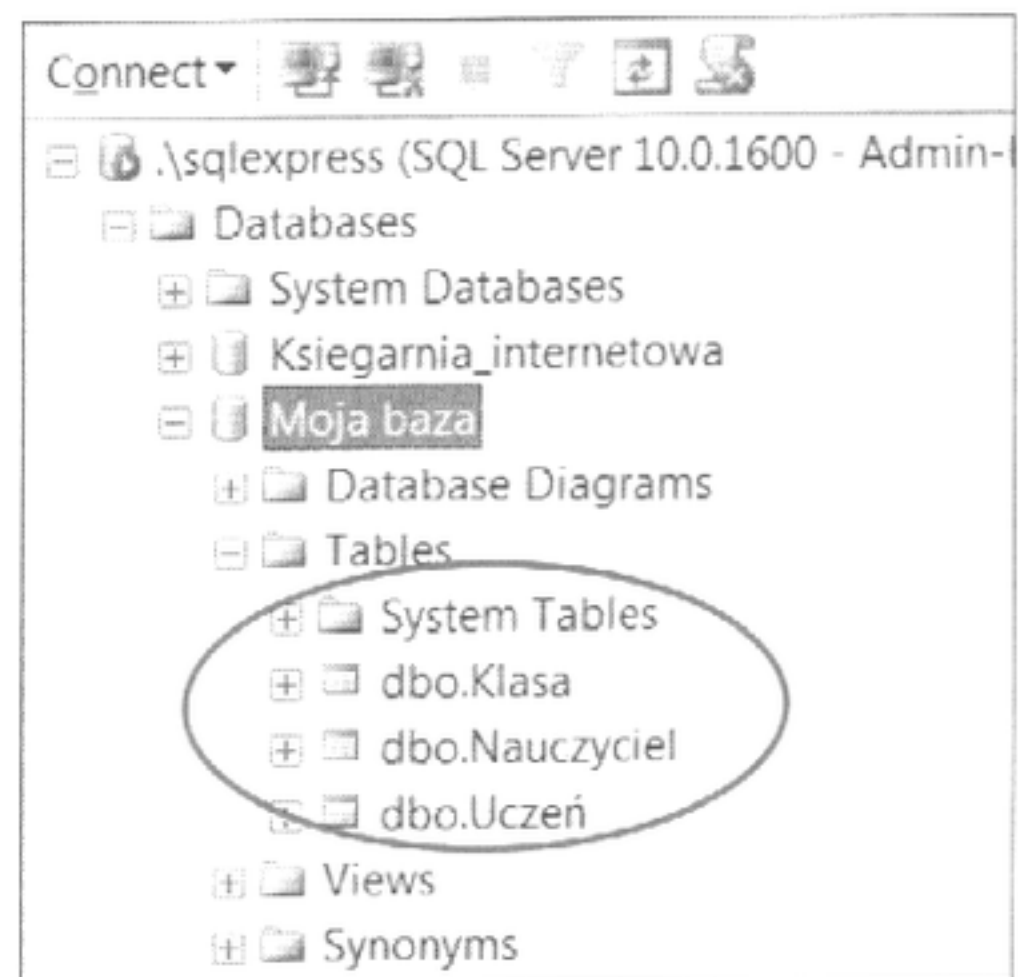 Connect
.\sqlexpress (SQL Server 10.0.1600 - Admin-
Databases
System Databases
Ksiegarnia_internetowa
Moja baza
Database Diagrams
Tables
System Tables
dbo.Klasa
dbo.Nauczyciel
dbo.Uczeń
Views
Synonyms